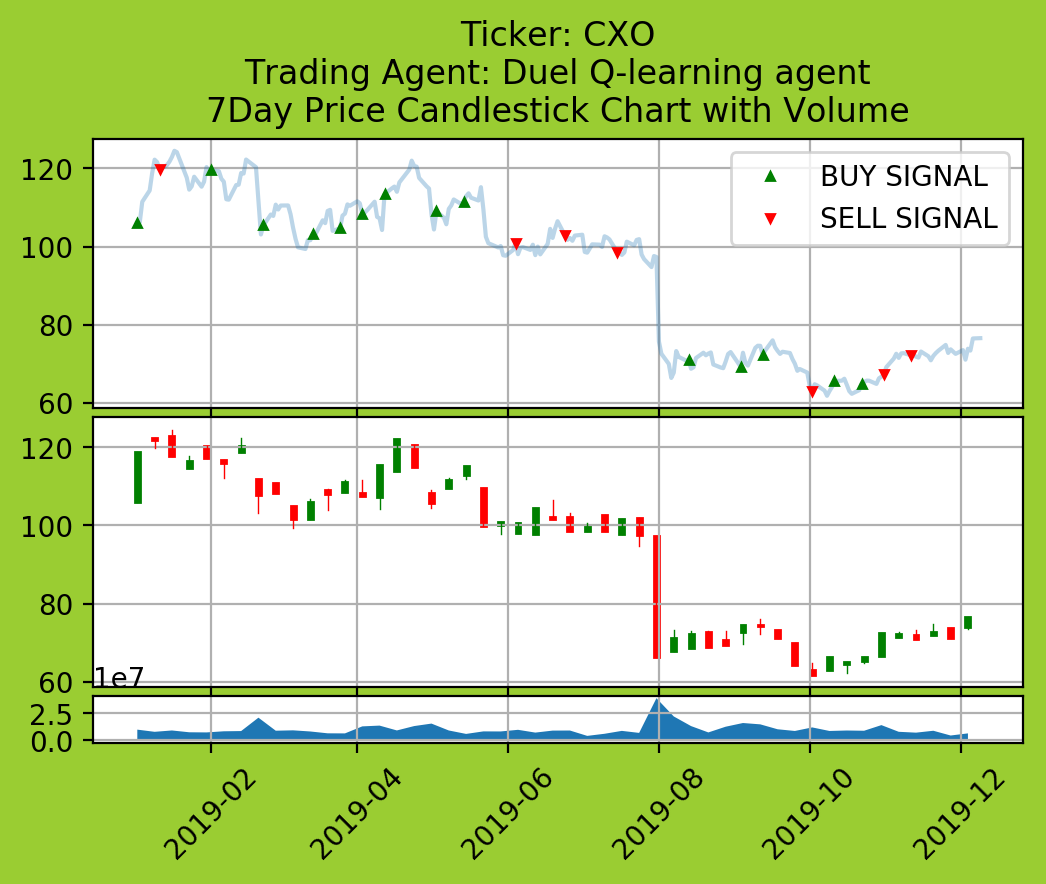 Ticker: CXO
Trading Agent: Duel Q-learning agent
7Day Price Candlestick Chart with Volume
120
100
80
60
BUY SIGNAL
SELL SIGNAL
120
100
80
60
1e7
2.5
0.0
2019-02
2019-04
2019-06
2019-08
2019-10
2019-12